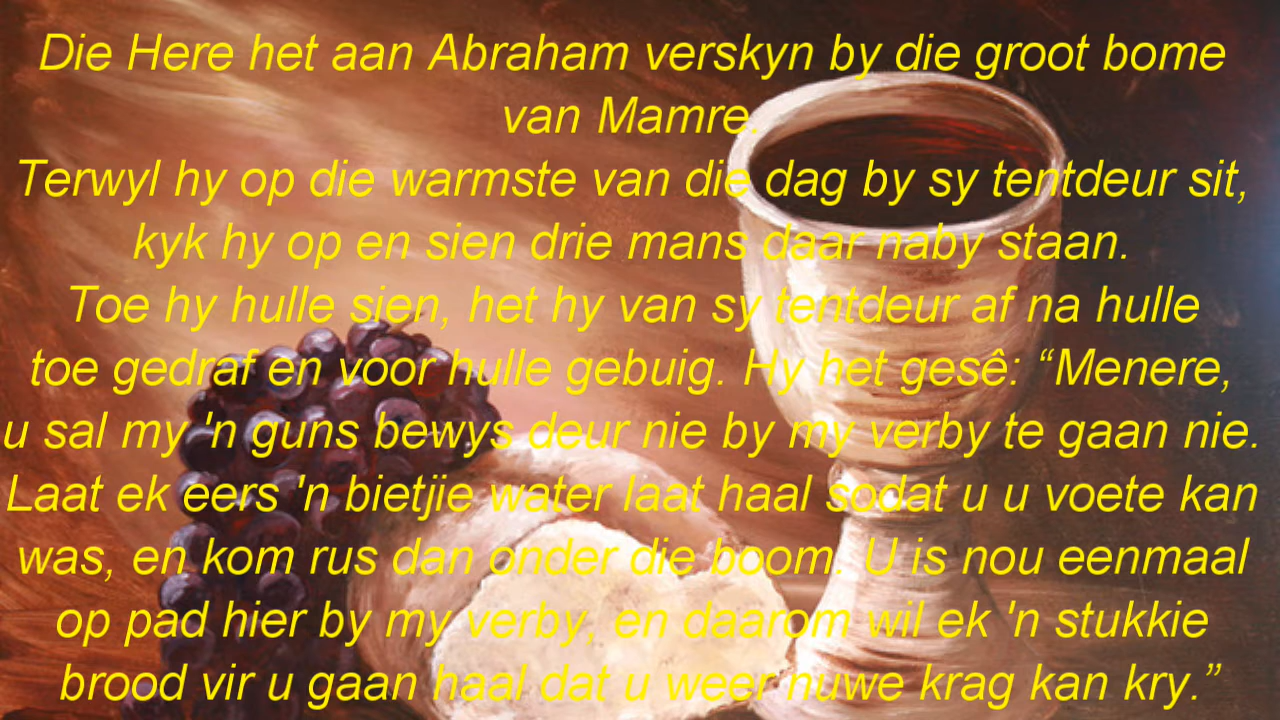 Die Here het aan Abraham verskyn by die groot bome
van Mamre.
Terwyl hy op die warmste van die dag by sy tentdeur sit,
kyk hy op en sien drie mans daar naby staan.
Toe hy hulle sien, het hy van sy tentdeur af na hulle
toe gedraf en voor hulle gebuig. Hy het gesê: “Menere,
u sal my 'n guns bewys deur nie by my verby te gaan nie.
Laat ek eers 'n bietjie water laat haal sodat u u voete kan
was, en kom rus dan onder die boom. U is nou eenmaal
op pad hier by my verby, en daarom wil ek 'n stukkie
brood vir u gaan haal dat u weer nuwe krag kan kry.”